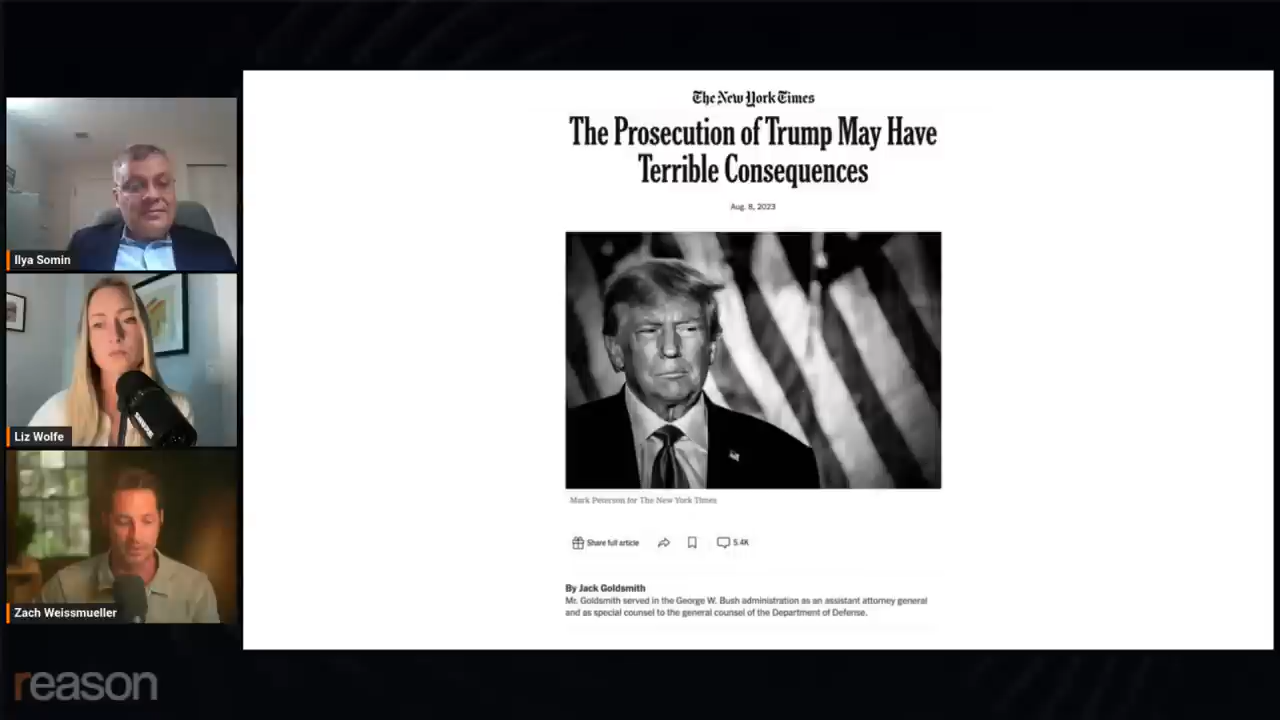 Ilya Somin
Liz Wolfe
Zach Weissmueller
reason
The New York Times
The Prosecution of Trump May Have
Terrible Consequences
Aug. 8, 2023
Mark Peterson for The New York Times
Share full article
5.4K
By Jack Goldsmith
Mr. Goldsmith served in the George W. Bush administration as an assistant attorney general
and as special counsel to the general counsel of the Department of Defense.